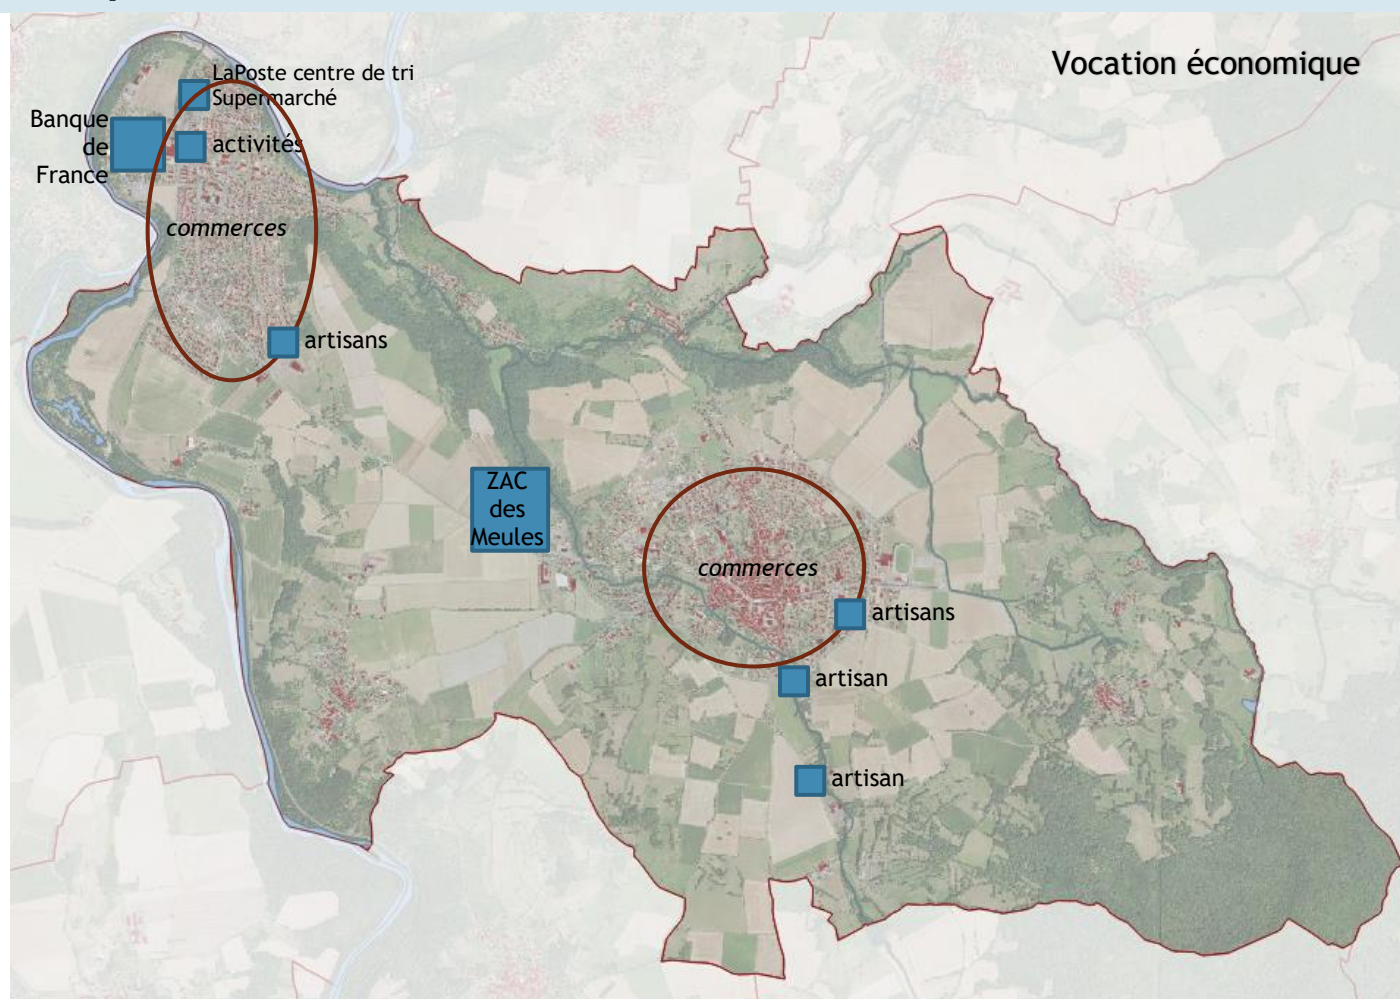 Vocation économique
LaPoste centre de tri
Supermarché
Banque
de
France
activités
commerces
artisans
ZAC
des
Meules
commerces
artisans
artisan
artisan